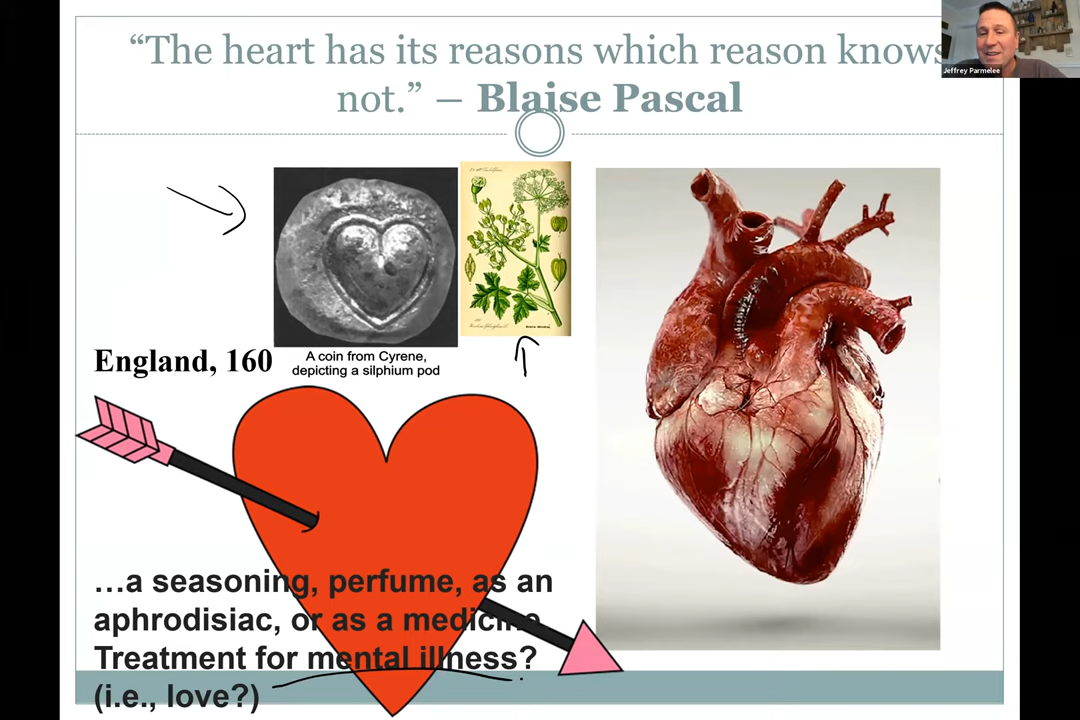 “The heart has its reasons which reason knows
not.” — Blaise Pascal
Jeffrey Parmelee
A coin from Cyrene,
depicting a silphium pod
England, 160
…a seasoning, perfume, as an
aphrodisiac, or as a medicine
Treatment for mental illness?
(i.e., love?)